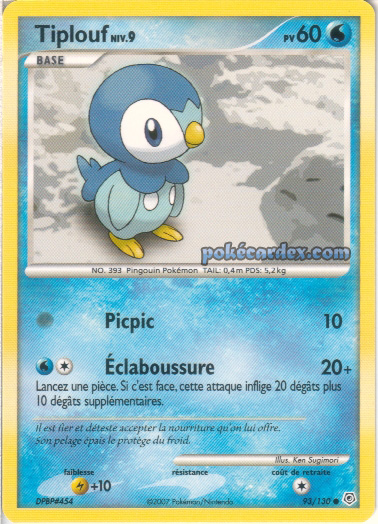 Tiplouf NIV.9 PV 60
BASE
pokécardex.com
NO. 393 Pingouin Pokémon TAIL: 0,4m PDS: 5,2kg
Picpic 10
Éclaboussure 20+
Lancez une pièce. Si c'est face, cette attaque inflige 20 dégâts plus
10 dégâts supplémentaires.
Il est fier et déteste accepter la nourriture qu'on lui offre.
Son pelage épais le protège du froid.
Illus. Ken Sugimori
faiblesse résistance coût de retraite
+10
DPBP#454 ©2007 Pokémon/Nintendo 93/130